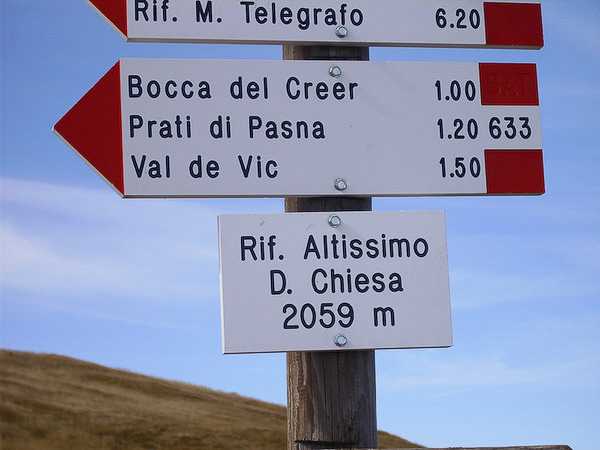 Rif. M. Telegrafo 6.20
Bocca del Creer 1.00 SAT
Prati di Pasna 1.20 633
Val de Vic 1.50
Rif. Altissimo
D. Chiesa
2059 m